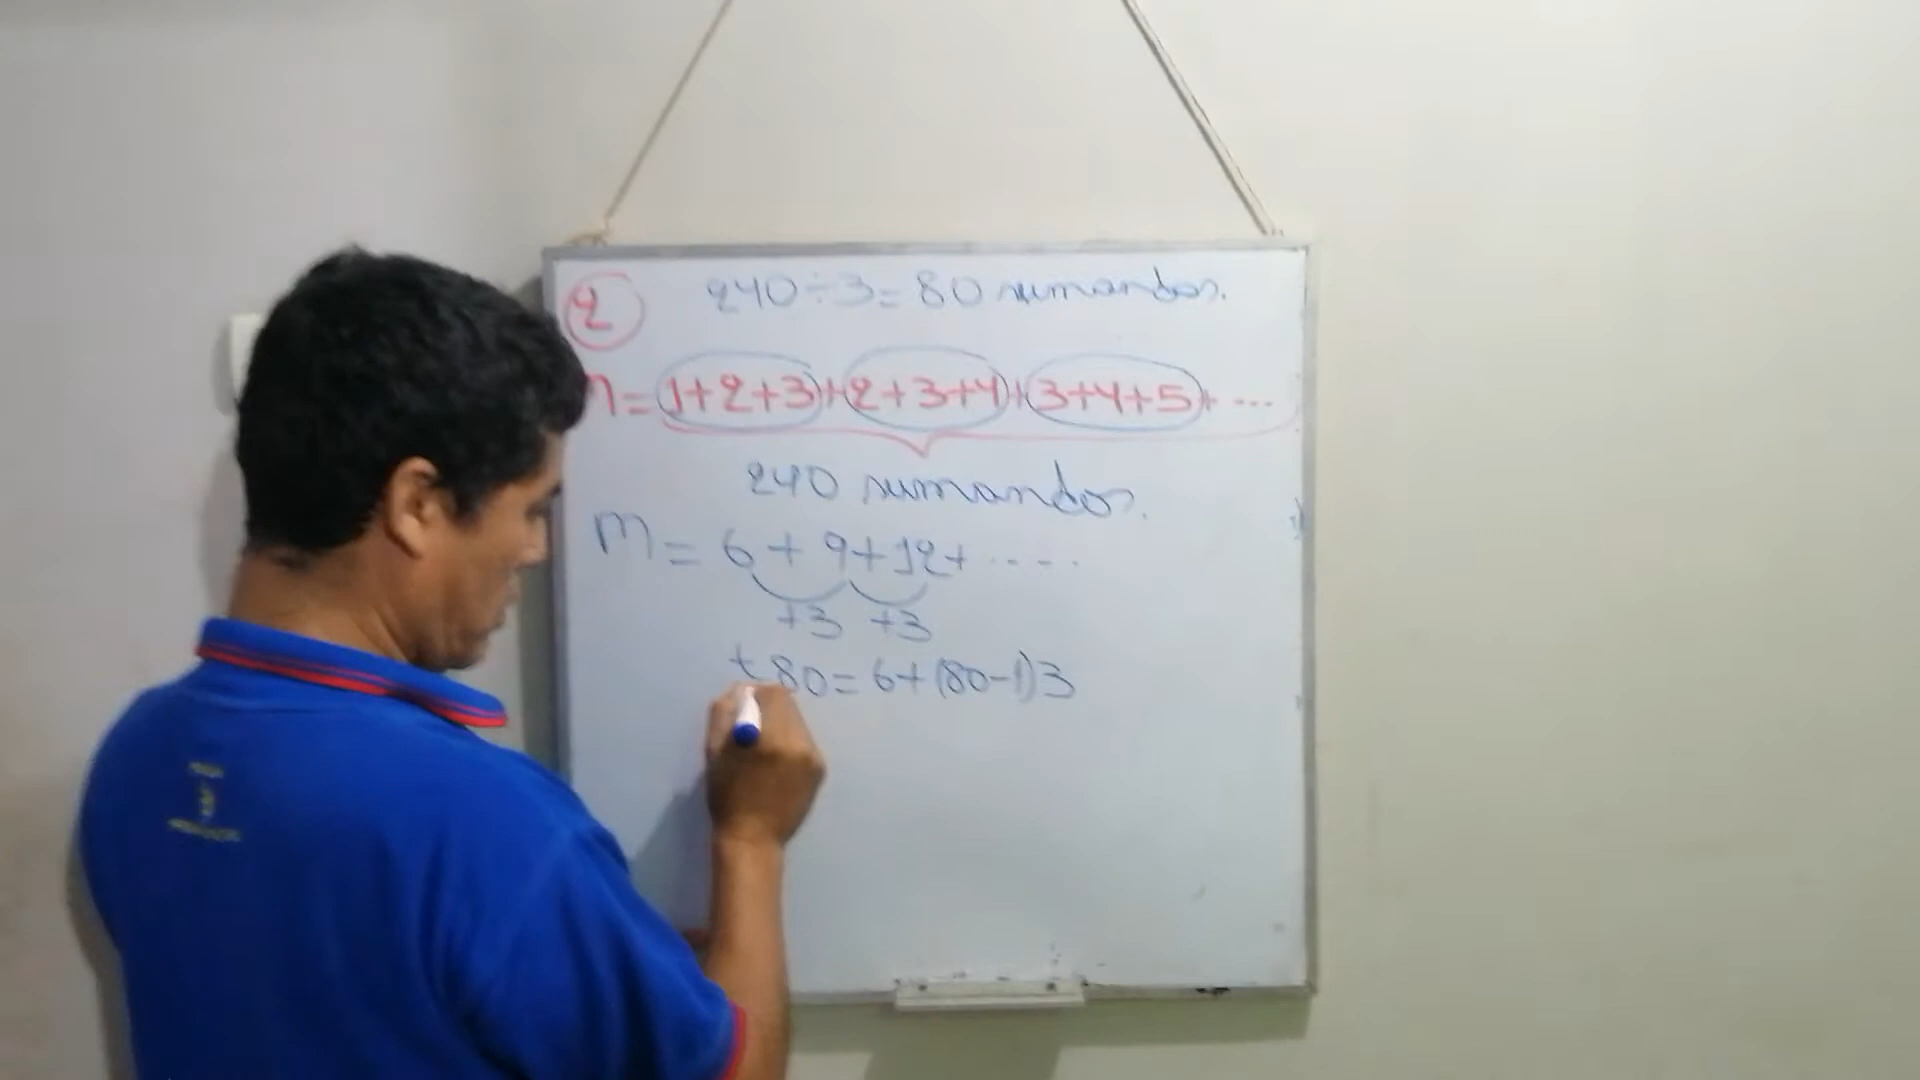 2
240÷3=80 sumandos.
M=1+2+3+2+3+4+3+4+5+...
240 sumandos.
M = 6 + 9+12+ .....
+3 +3
t 80=6+(80-1)3